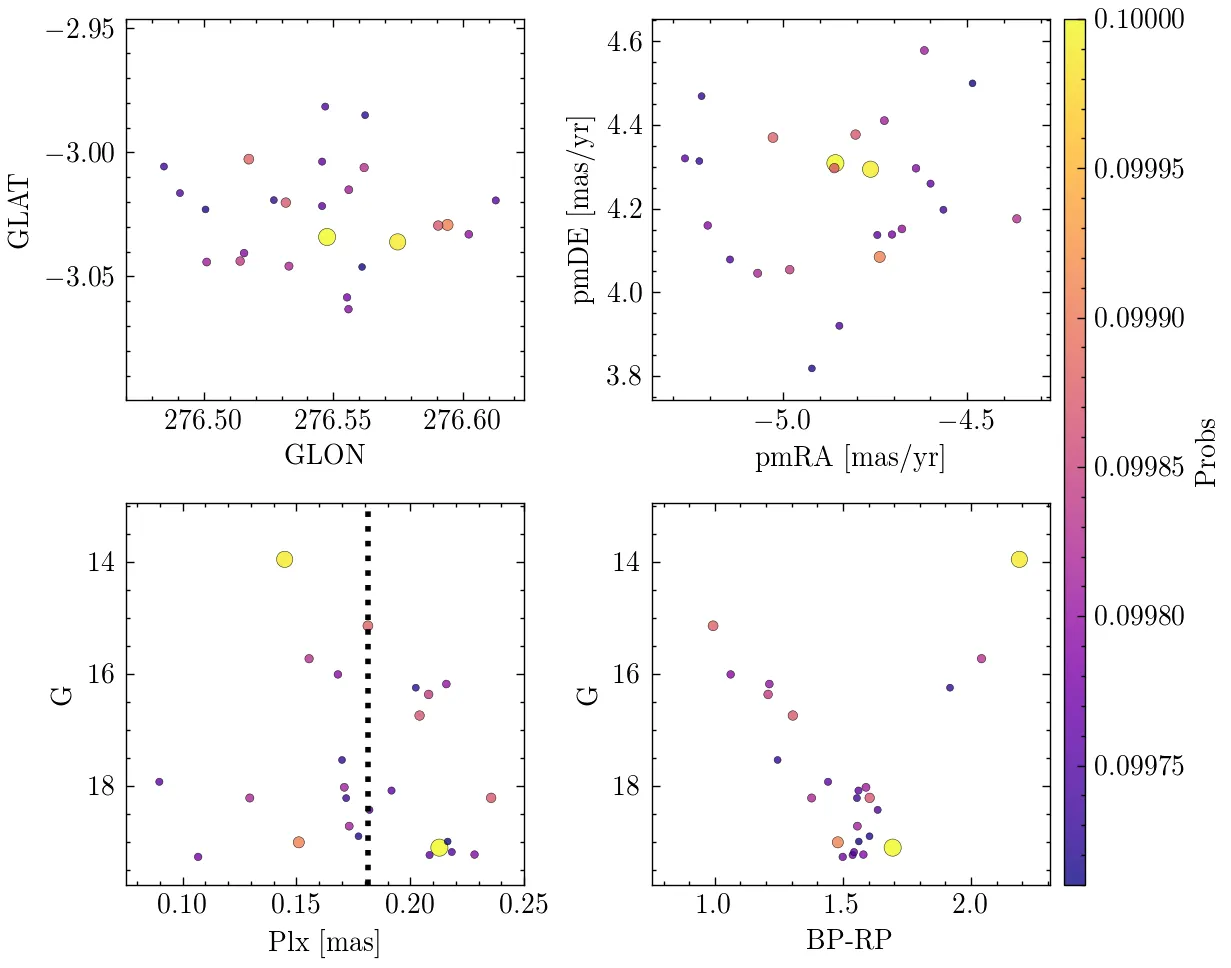 −2.95
−3.00
−3.05
GLAT
276.50 276.55 276.60
GLON
4.6
4.4
4.2
4.0
3.8
pmDE [mas/yr]
−5.0 −4.5
pmRA [mas/yr]
14
16
18
G
0.10 0.15 0.20 0.25
Plx [mas]
14
16
18
G
1.0 1.5 2.0
BP-RP
0.10000
0.09995
0.09990
0.09985
0.09980
0.09975
Probs